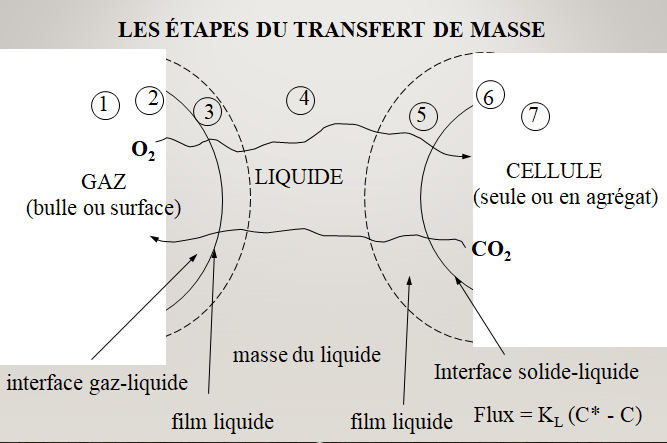 LES ÉTAPES DU TRANSFERT DE MASSE
1
2
3
4
5
6
7
O2
GAZ
(bulle ou surface)
LIQUIDE
CELLULE
(seule ou en agrégat)
CO2
masse du liquide
interface gaz-liquide
film liquide
film liquide
Interface solide-liquide
Flux = KL (C* - C)